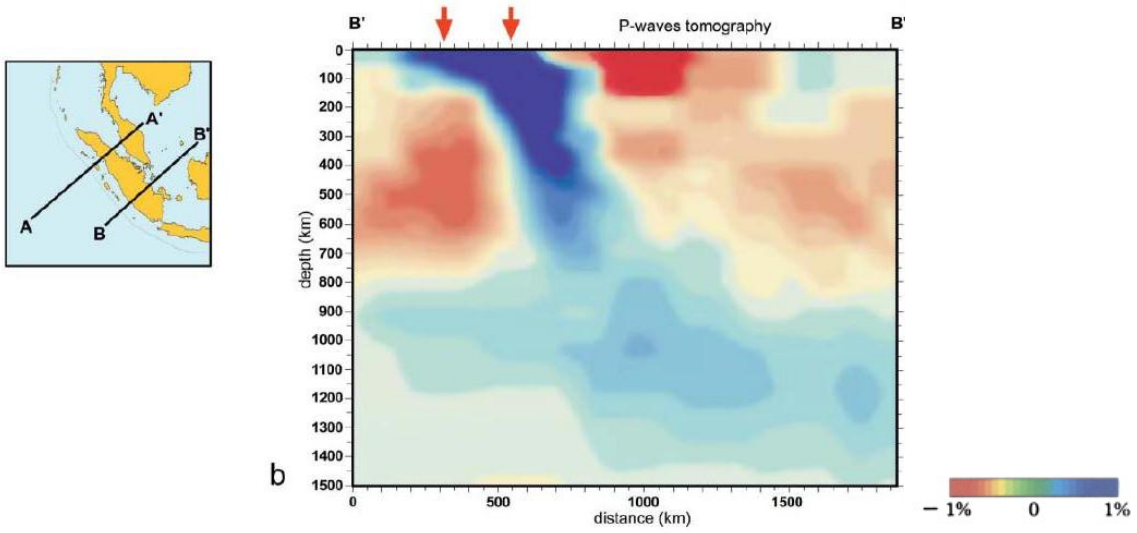 B' P-waves tomography B'
A'
B'
A
B
0
100
200
300
400
500
600
700
800
900
1000
1100
1200
1300
1400
1500
depth (km)
0 500 1000 1500
distance (km)
b
− 1% 0 1%